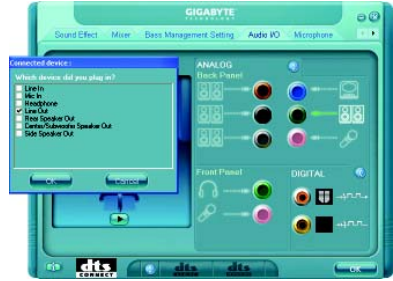 GIGABYTE
TECHNOLOGY
Sound Effect Mixer Bass Management Setting Audio I/O Microphone
Connected device :
Which device did you plug in?
Line In
Mic In
Headphone
Line Out
Rear Speaker Out
Center/Subwoofer Speaker Out
Side Speaker Out
OK
Cancel
ANALOG
Back Panel
Front Panel
DIGITAL
dts
CONNECT
dts
dts
OK